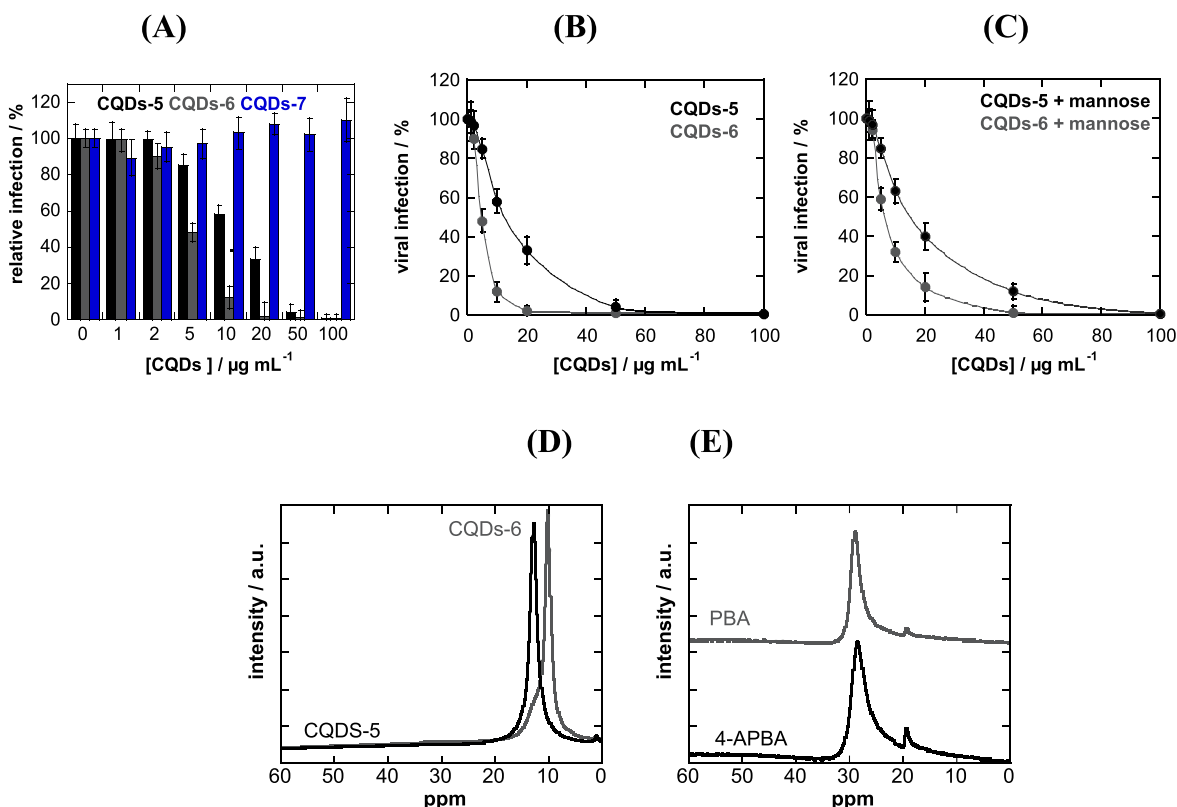 (A)
(B)
(C)
relative infection / %
120
100
80
60
40
20
0
CQDs-5 CQDs-6 CQDs-7
0 1 2 5 10 20 50 100
[CQDs ] / µg mL-1
viral infection / %
120
100
80
60
40
20
0
CQDs-5
CQDs-6
0 20 40 60 80 100
[CQDs] / µg mL-1
viral infection / %
120
100
80
60
40
20
0
CQDs-5 + mannose
CQDs-6 + mannose
0 20 40 60 80 100
[CQDs] / µg mL-1
(D)
(E)
intensity / a.u.
CQDs-6
CQDS-5
60 50 40 30 20 10 0
ppm
intensity / a.u.
PBA
4-APBA
60 50 40 30 20 10 0
ppm